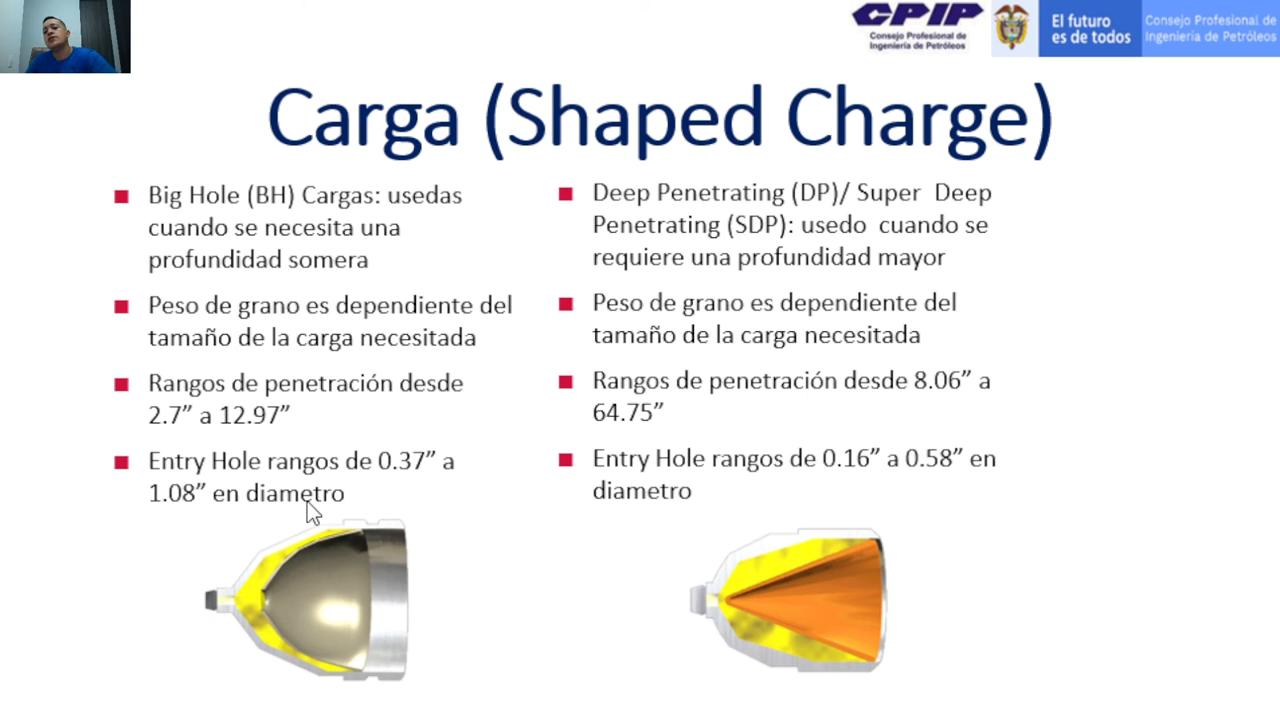 CPIP
Consejo Profesional de
Ingeniería de Petróleos
El futuro
es de todos
Consejo Profesional de
Ingeniería de Petróleos
Carga (Shaped Charge)
Big Hole (BH) Cargas: usedas
cuando se necesita una
profundidad somera
Peso de grano es dependiente del
tamaño de la carga necesitada
Rangos de penetración desde
2.7” a 12.97”
Entry Hole rangos de 0.37” a
1.08” en diametro
Deep Penetrating (DP)/ Super Deep
Penetrating (SDP): usedo cuando se
requiere una profundidad mayor
Peso de grano es dependiente del
tamaño de la carga necesitada
Rangos de penetración desde 8.06” a
64.75”
Entry Hole rangos de 0.16” a 0.58” en
diametro